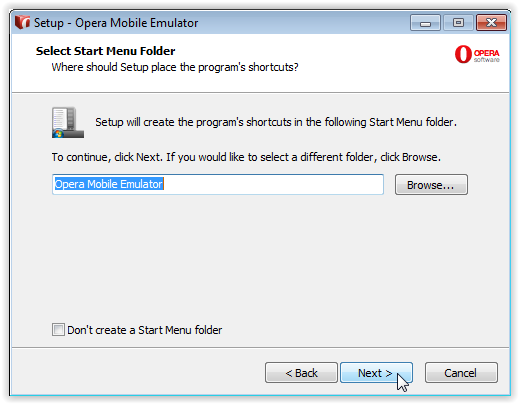 Setup - Opera Mobile Emulator
Select Start Menu Folder
Where should Setup place the program's shortcuts?
OPERA
software
Setup will create the program's shortcuts in the following Start Menu folder.
To continue, click Next. If you would like to select a different folder, click Browse.
Opera Mobile Emulator
Browse...
Don't create a Start Menu folder
< Back
Next >
Cancel